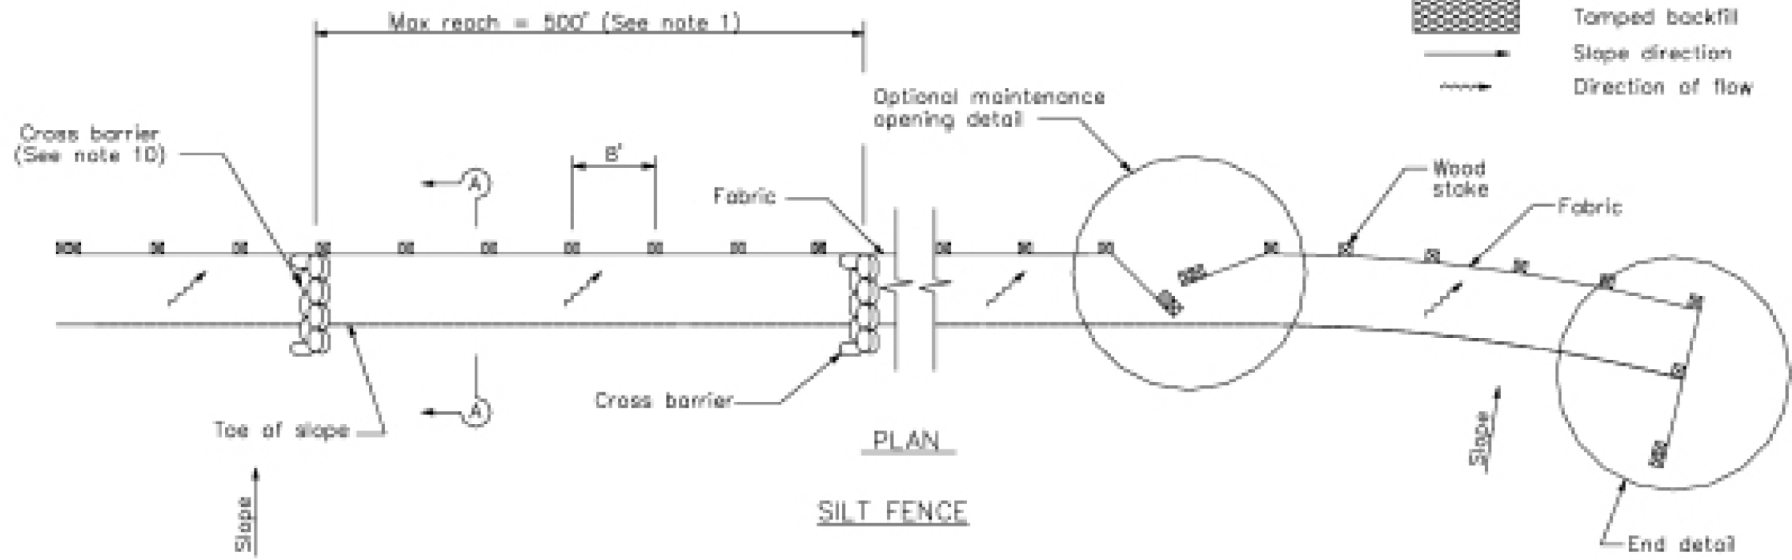 Max reach = 500' (See note 1)
Tamped backfill
Slope direction
Direction of flow
Optional maintenance
opening detail
Cross barrier
(See note 10)
8'
A
Wood
stake
Fabric
Fabric
Cross barrier
A
Toe of slope
PLAN
Slope
Slope
SILT FENCE
End detail